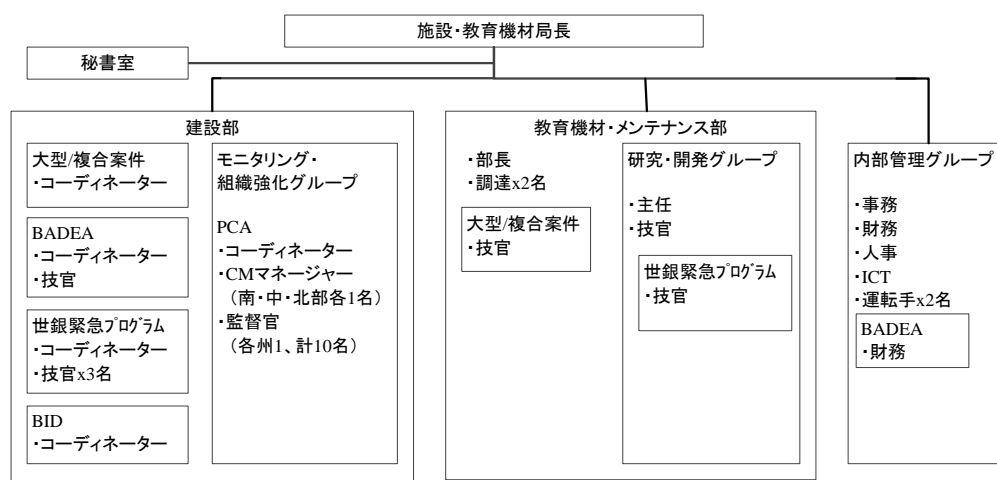 施設・教育機材局長
秘書室
建設部
大型/複合案件
・コーディネーター
BADEA
・コーディネーター
・技官
世銀緊急ﾌﾟﾛｸﾞﾗﾑ
・コーディネーター
・技官x3名
BID
・コーディネーター
モニタリング・
組織強化グループ
PCA
・コーディネーター
・CMマネージャー
（南・中・北部各1名）
・監督官
（各州1、計10名）
教育機材・メンテナンス部
・部長
・調達x2名
大型/複合案件
・技官
研究・開発グループ
・主任
・技官
世銀緊急ﾌﾟﾛｸﾞﾗﾑ
・技官
内部管理グループ
・事務
・財務
・人事
・ICT
・運転手x2名
BADEA
・財務